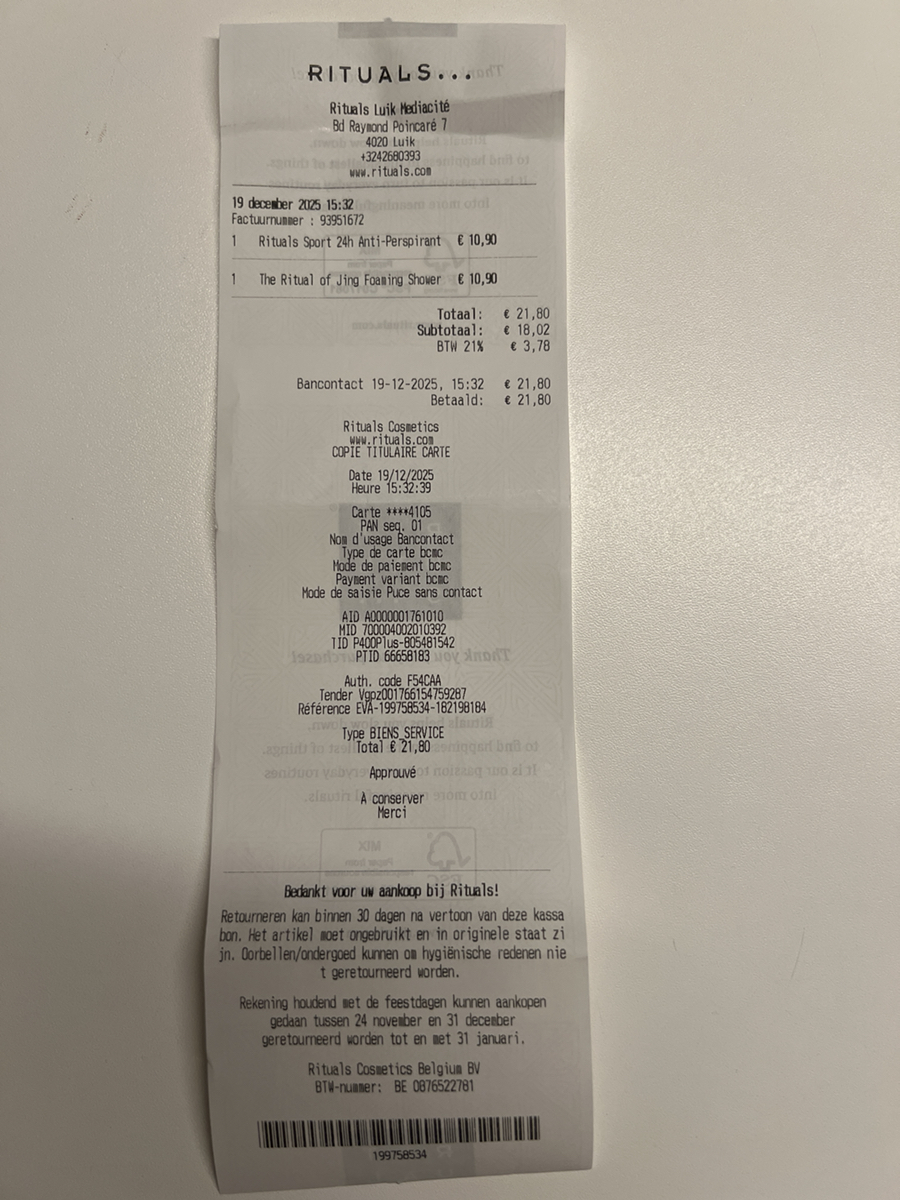 RITUALS...
Rituals Luik Mediacité
Bd Raymond Poincaré 7
4020 Luik
+3242680393
www.rituals.com
19 december 2025 15:32
Factuurnummer : 93951672
1 Rituals Sport 24h Anti-Perspirant € 10,90
1 The Ritual of Jing Foaming Shower € 10,90
Totaal: € 21,80
Subtotaal: € 18,02
BTW 21% € 3,78
Bancontact 19-12-2025, 15:32 € 21,80
Betaald: € 21,80
Rituals Cosmetics
www.rituals.com
COPIE TITULAIRE CARTE
Date 19/12/2025
Heure 15:32:39
Carte ****4105
PAN seq. 01
Nom d'usage Bancontact
Type de carte bcmc
Mode de paiement bcmc
Payment variant bcmc
Mode de saisie Puce sans contact
AID A0000001761010
MID 700004002010392
TID P400Plus-805481542
PTID 66658183
Auth. code F54CAA
Tender Vgpz001766154759287
Référence EVA-199758534-182198184
Type BIENS_SERVICE
Total € 21,80
Approuvé
A conserver
Merci
Bedankt voor uw aankoop bij Rituals!
Retourneren kan binnen 30 dagen na vertoon van deze kassa
bon. Het artikel moet ongebruikt en in originele staat zi
jn. Oorbellen/ondergoed kunnen om hygiënische redenen nie
t geretourneerd worden.
Rekening houdend met de feestdagen kunnen aankopen
gedaan tussen 24 november en 31 december
geretourneerd worden tot en met 31 januari.
Rituals Cosmetics Belgium BV
BTW-nummer: BE 0876522781
199758534